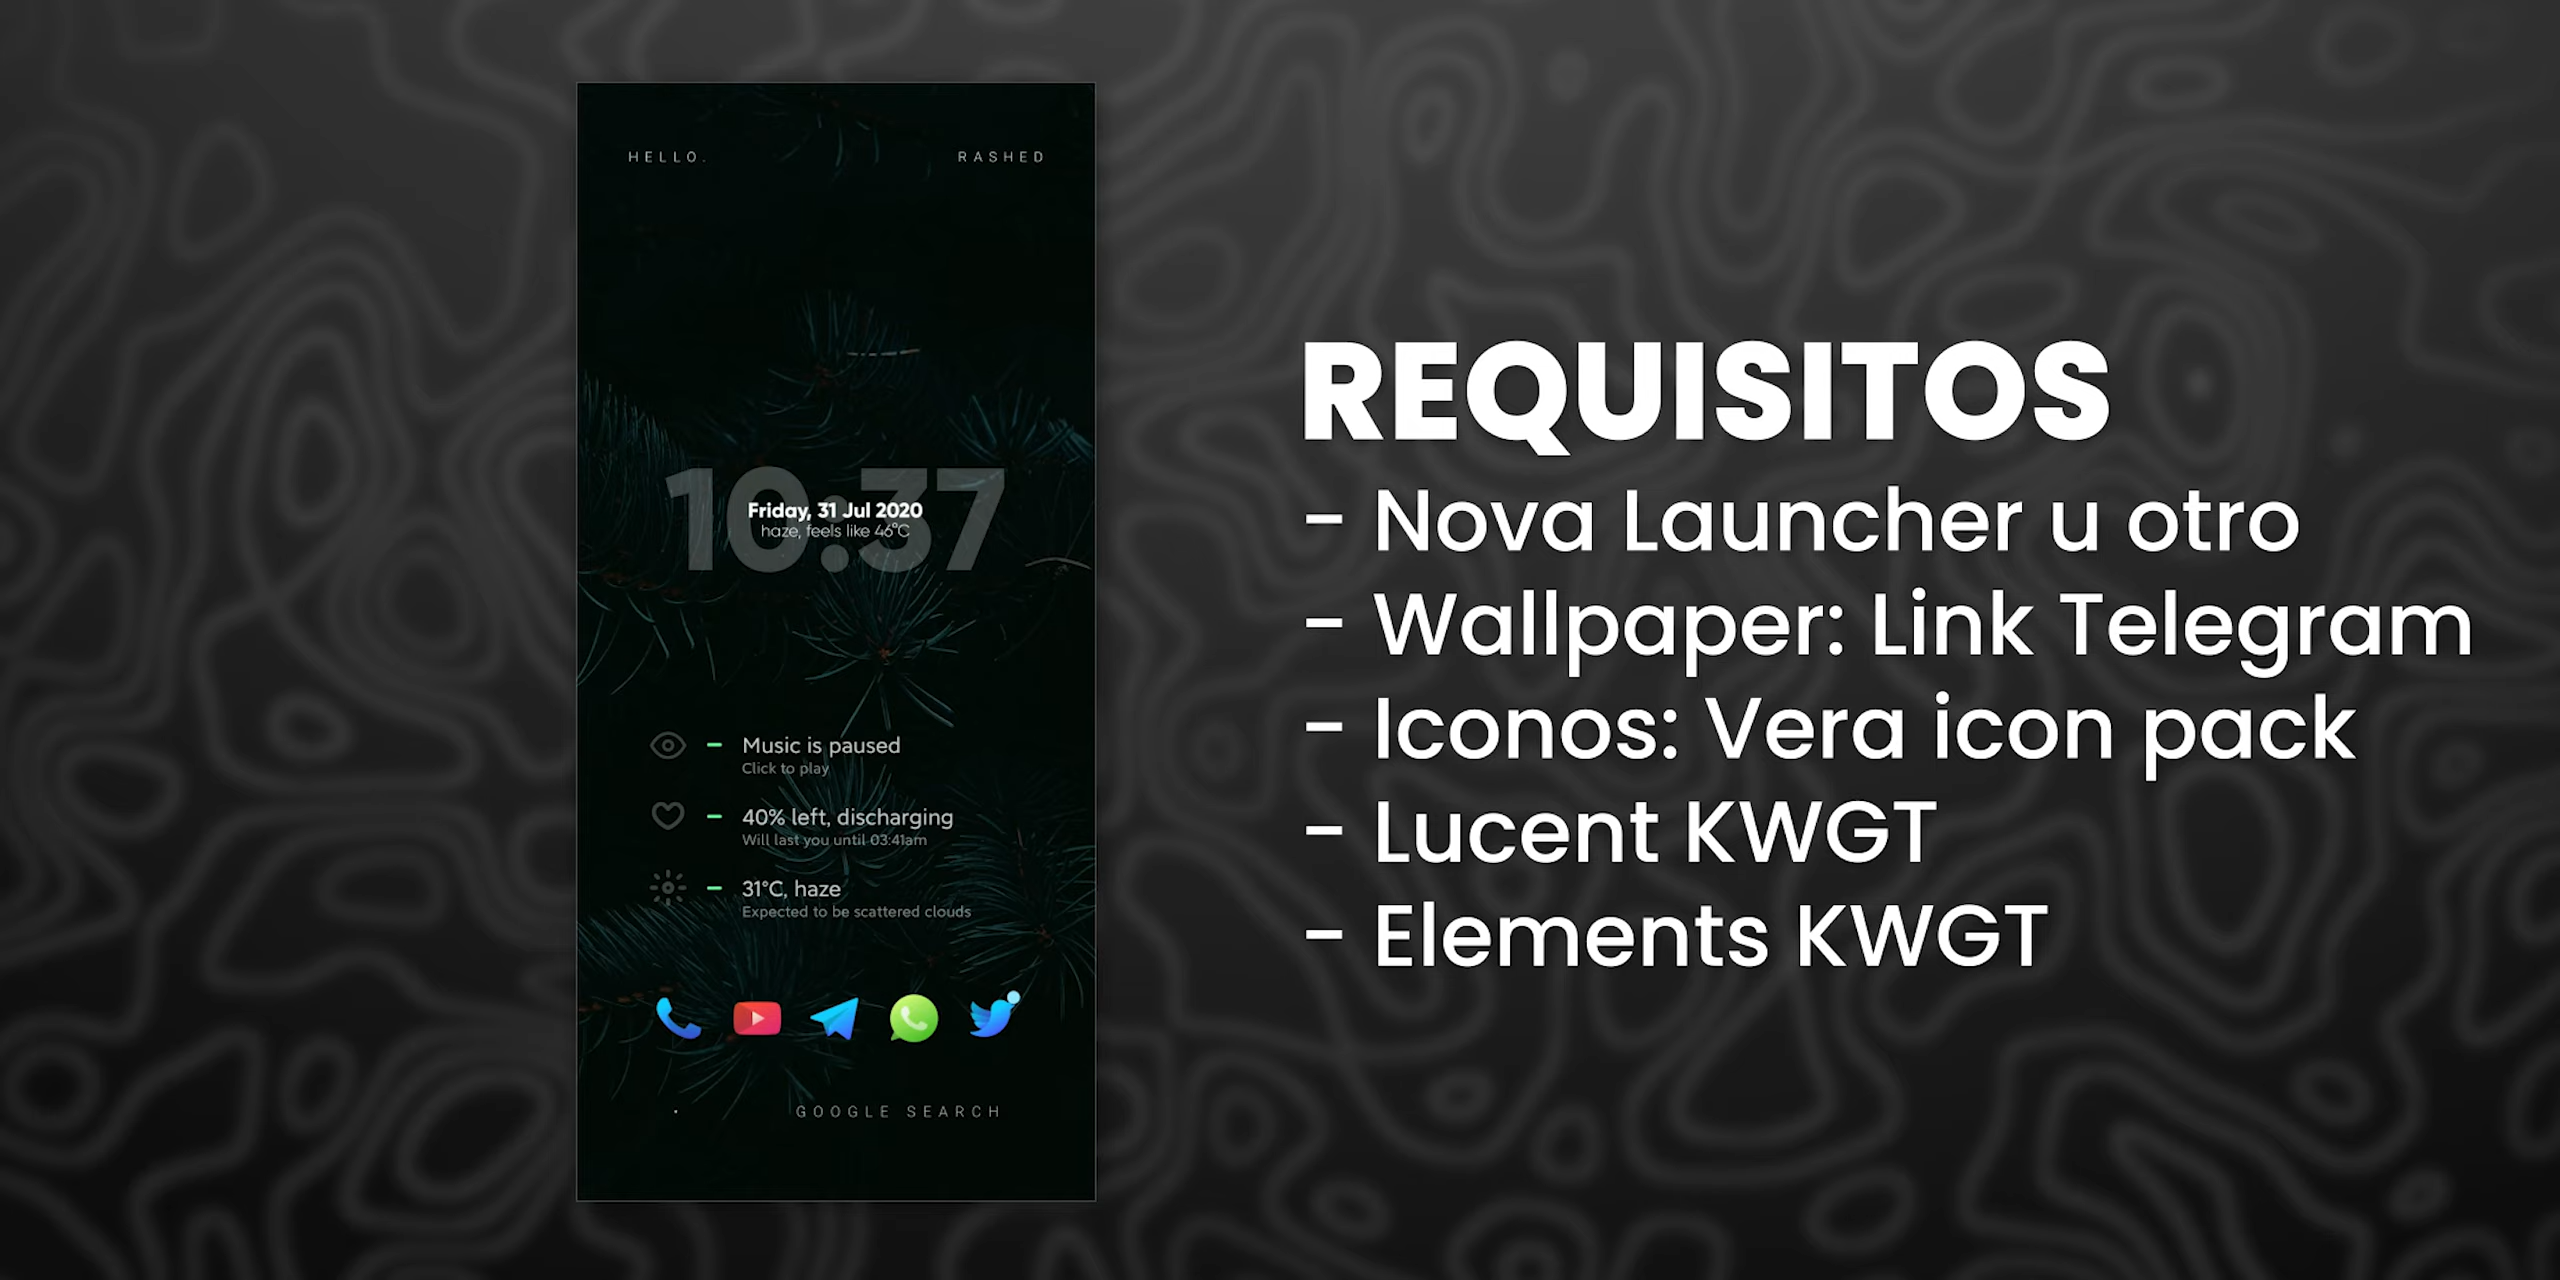 HELLO.
RASHED
10:37
Friday, 31 Jul 2020
haze, feels like 46°C
Music is paused
Click to play
40% left, discharging
Will last you until 03:41am
31°C, haze
Expected to be scattered clouds
GOOGLE SEARCH
REQUISITOS
- Nova Launcher u otro
- Wallpaper: Link Telegram
- Iconos: Vera icon pack
- Lucent KWGT
- Elements KWGT